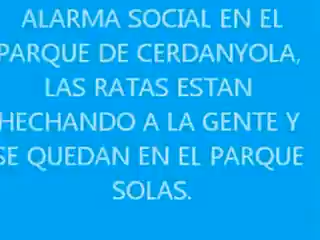 ALARMA SOCIAL EN EL
PARQUE DE CERDANYOLA,
LAS RATAS ESTAN
HECHANDO A LA GENTE Y
SE QUEDAN EN EL PARQUE
SOLAS.